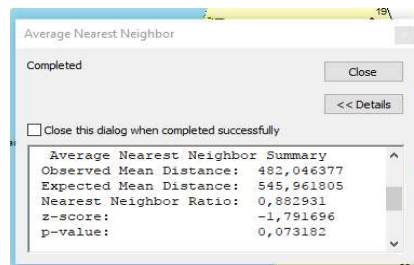 19
Average Nearest Neighbor
Completed
Close
<< Details
Close this dialog when completed successfully
Average Nearest Neighbor Summary
Observed Mean Distance: 482,046377
Expected Mean Distance: 545,961805
Nearest Neighbor Ratio: 0,882931
z-score: -1,791696
p-value: 0,073182